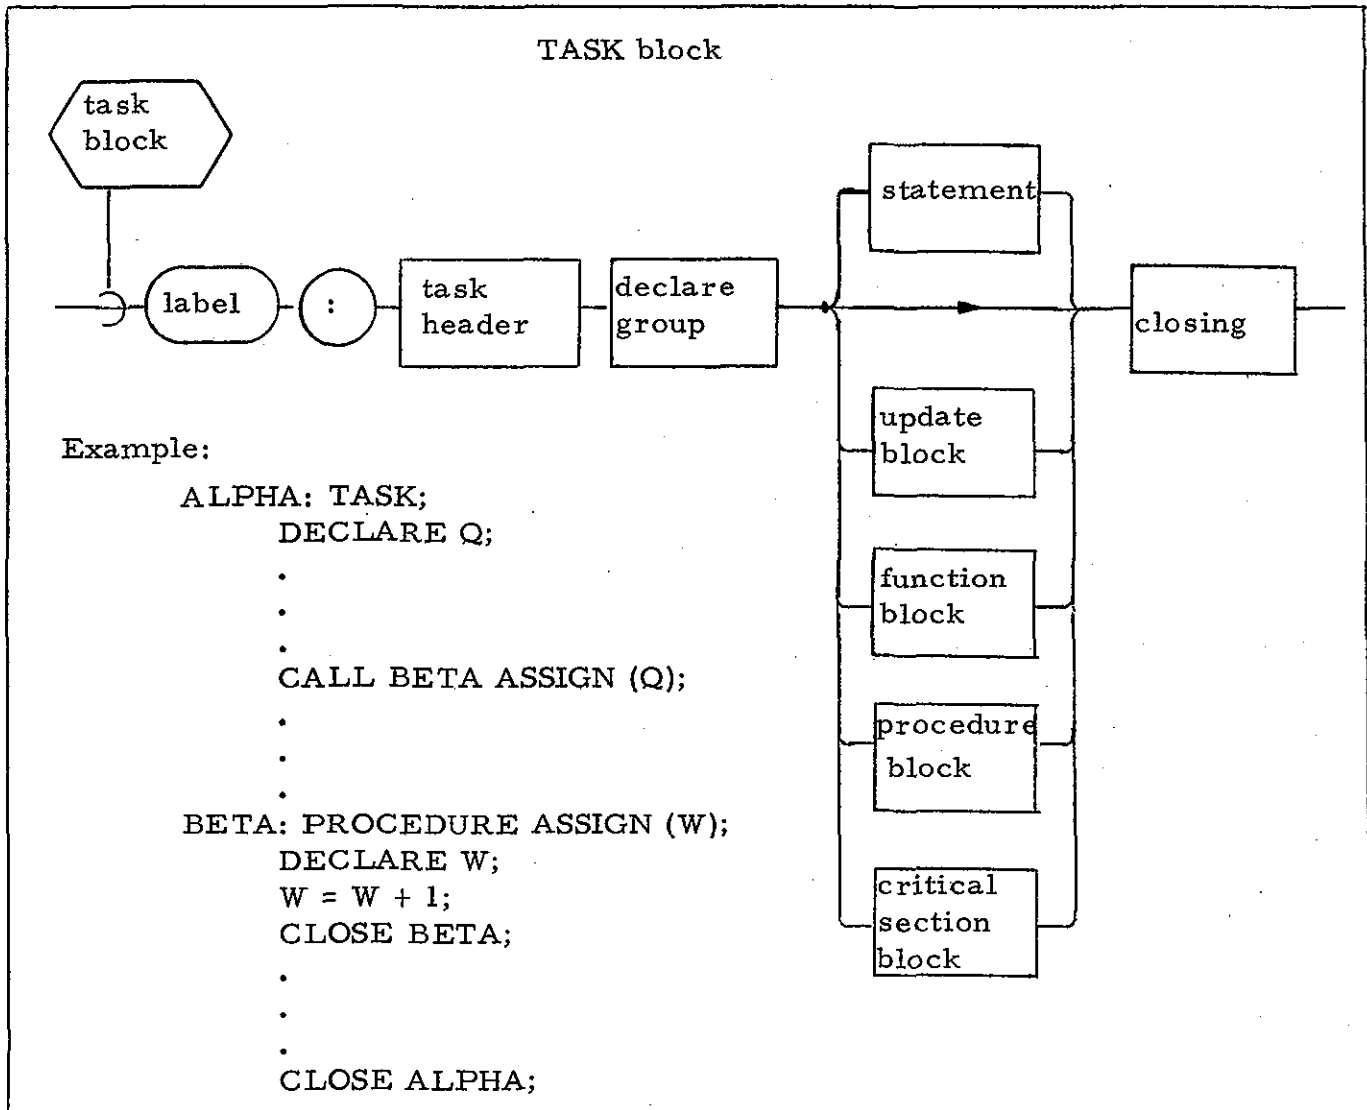 TASK block
task
block
label
:
task
header
declare
group
statement
closing
update
block
function
block
procedure
block
critical
section
block
Example:
ALPHA: TASK;
DECLARE Q;
.
.
.
CALL BETA ASSIGN (Q);
.
.
.
BETA: PROCEDURE ASSIGN (W);
DECLARE W;
W = W + 1;
CLOSE BETA;
.
.
.
CLOSE ALPHA;